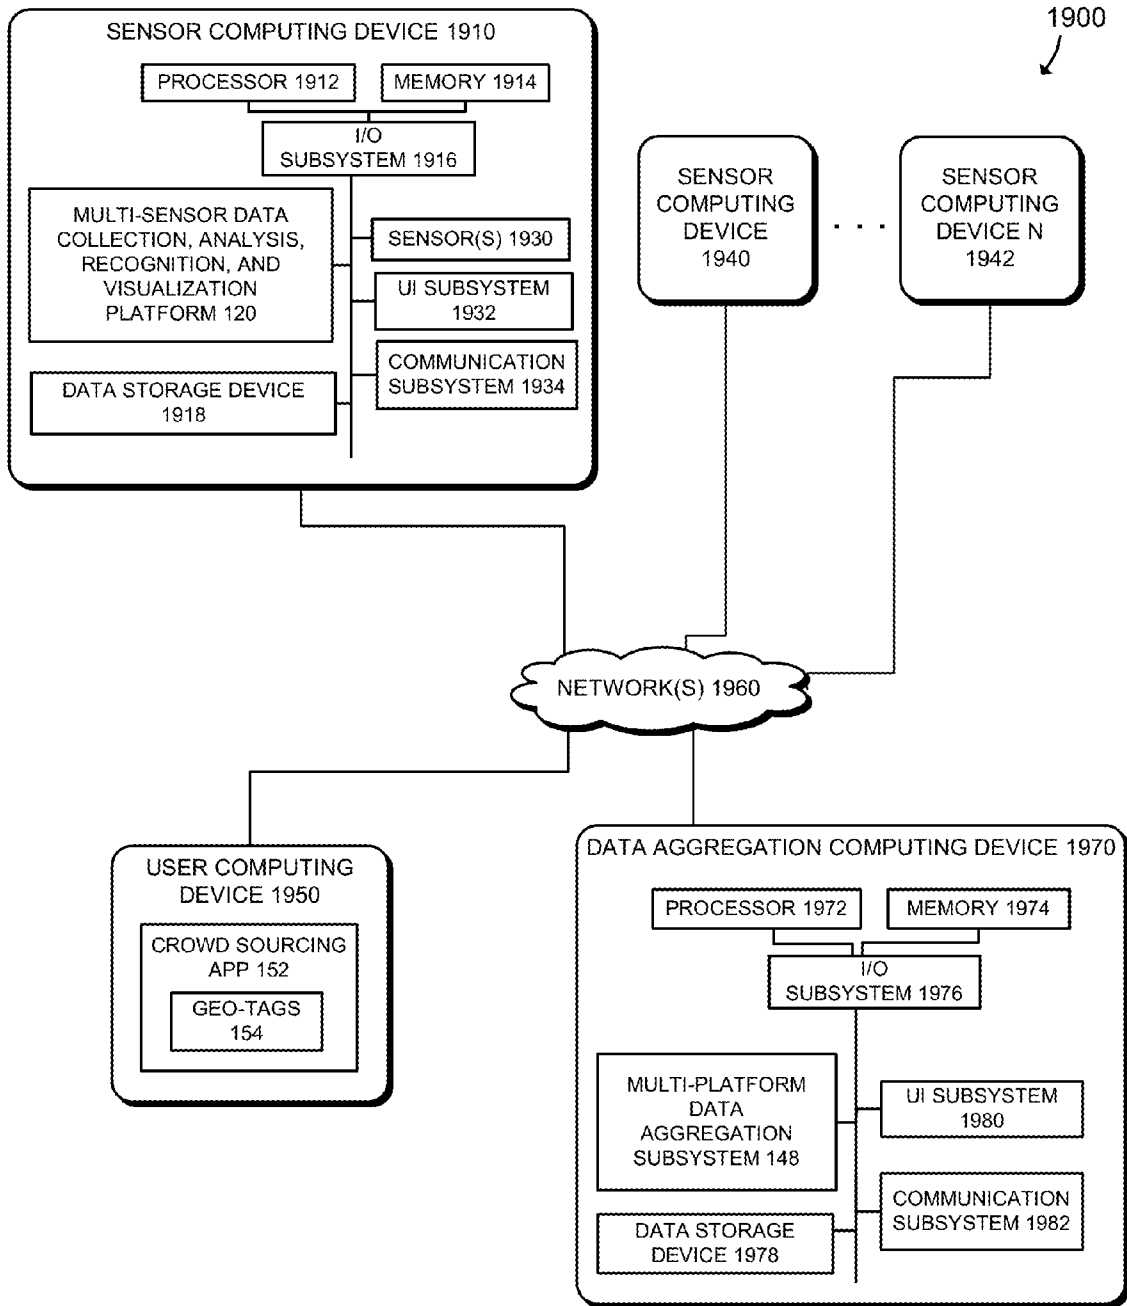 1900
SENSOR COMPUTING DEVICE 1910
PROCESSOR 1912
MEMORY 1914
I/O
SUBSYSTEM 1916
MULTI-SENSOR DATA
COLLECTION, ANALYSIS,
RECOGNITION, AND
VISUALIZATION
PLATFORM 120
SENSOR(S) 1930
UI SUBSYSTEM
1932
COMMUNICATION
SUBSYSTEM 1934
DATA STORAGE DEVICE
1918
SENSOR
COMPUTING
DEVICE
1940
. . .
SENSOR
COMPUTING
DEVICE N
1942
NETWORK(S) 1960
USER COMPUTING
DEVICE 1950
CROWD SOURCING
APP 152
GEO-TAGS
154
DATA AGGREGATION COMPUTING DEVICE 1970
PROCESSOR 1972
MEMORY 1974
I/O
SUBSYSTEM 1976
MULTI-PLATFORM
DATA
AGGREGATION
SUBSYSTEM 148
UI SUBSYSTEM
1980
COMMUNICATION
SUBSYSTEM 1982
DATA STORAGE
DEVICE 1978